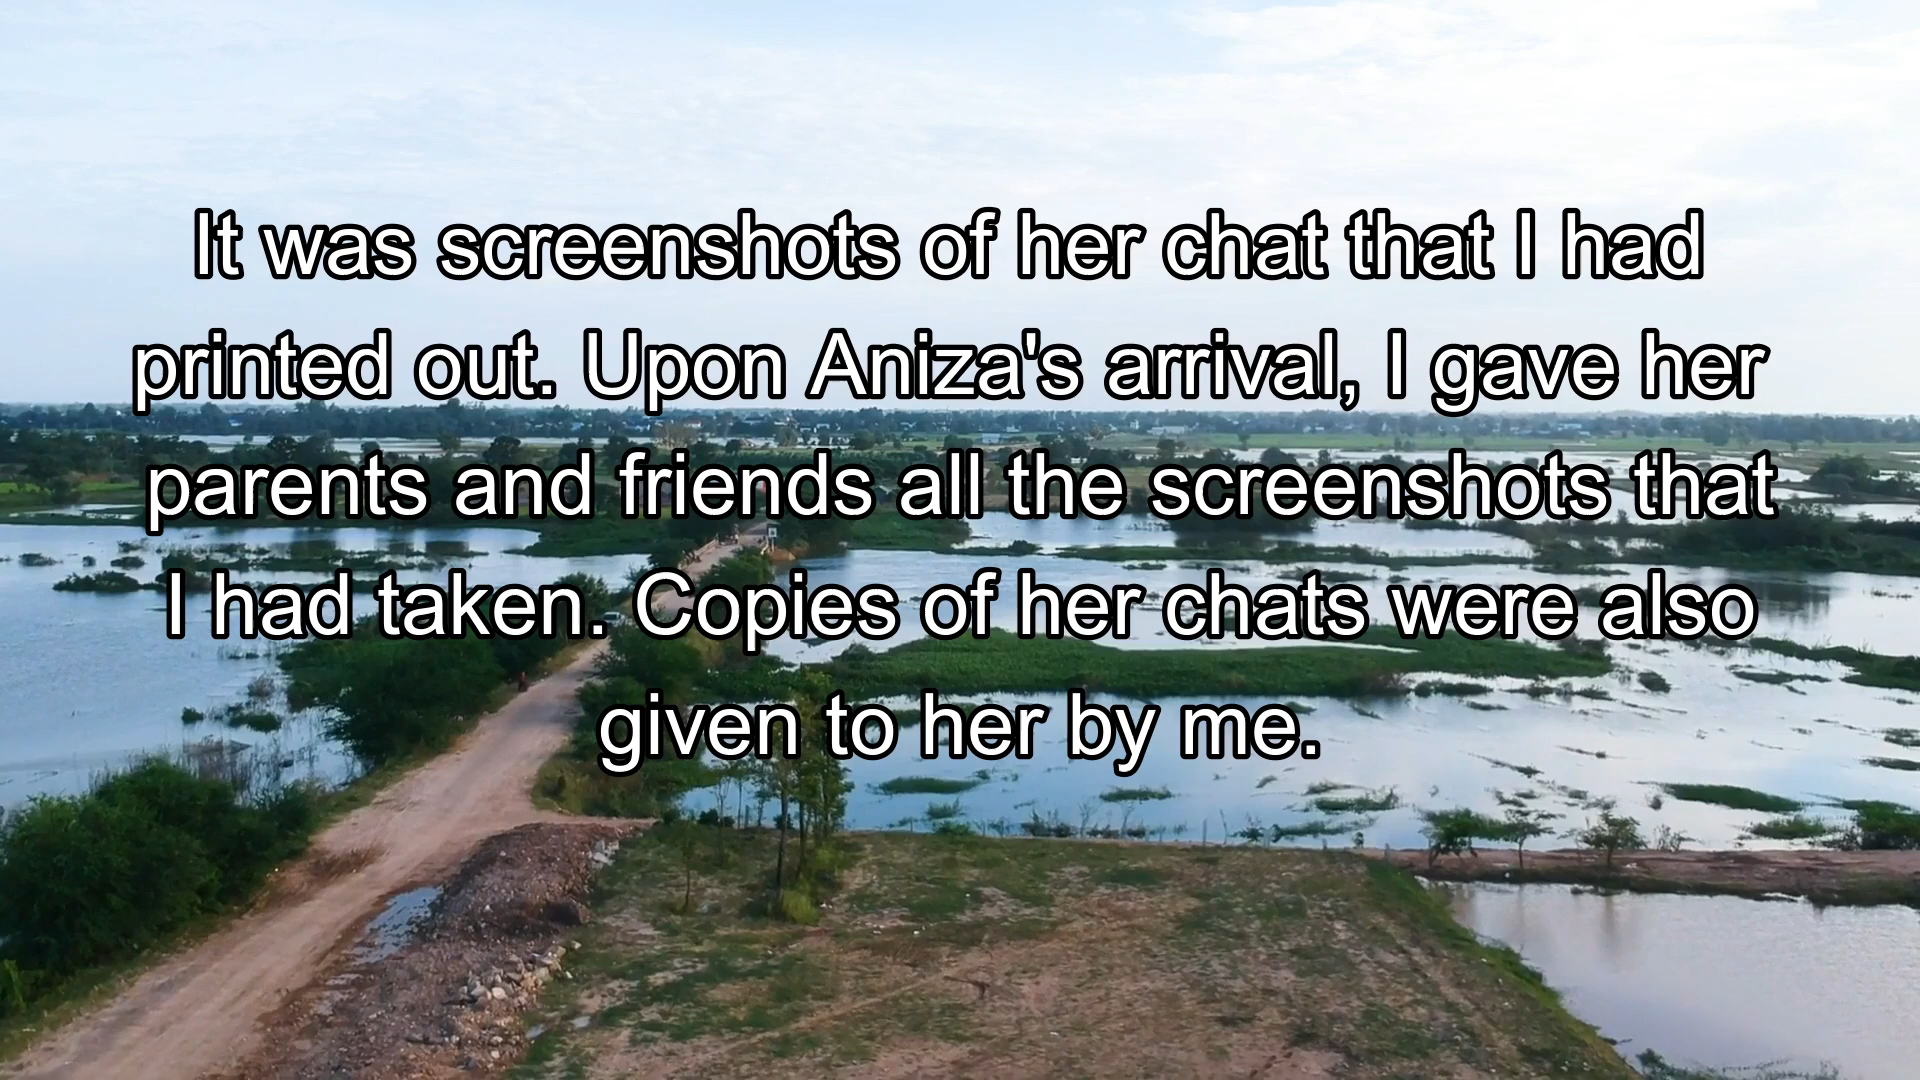 It was screenshots of her chat that I had
printed out. Upon Aniza's arrival, I gave her
parents and friends all the screenshots that
I had taken. Copies of her chats were also
given to her by me.